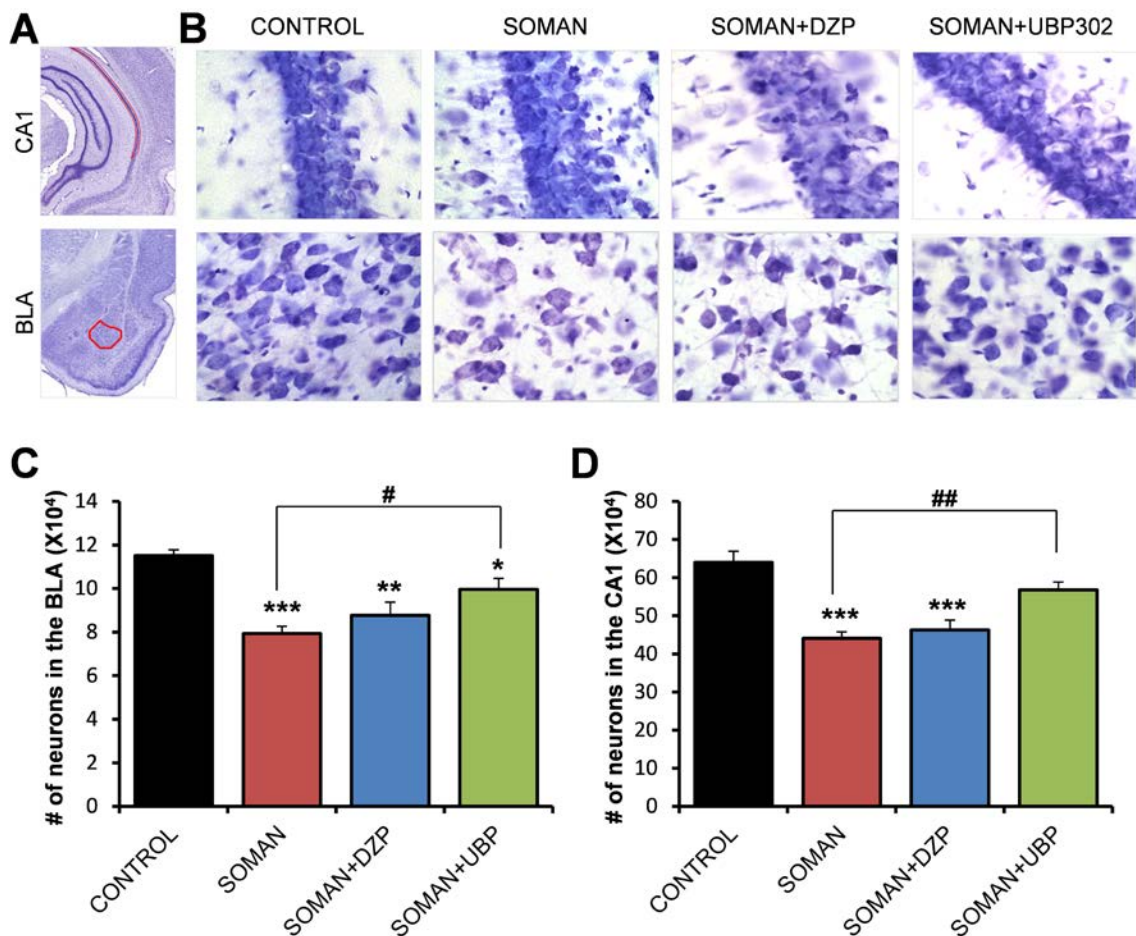 A
B
CONTROL
SOMAN
SOMAN+DZP
SOMAN+UBP302
CA1
BLA
C
# of neurons in the BLA (X10⁴)
14
12
10
8
6
4
2
0
#
***
**
*
CONTROL
SOMAN
SOMAN+DZP
SOMAN+UBP
D
# of neurons in the CA1 (X10⁴)
80
70
60
50
40
30
20
10
0
##
***
***
CONTROL
SOMAN
SOMAN+DZP
SOMAN+UBP